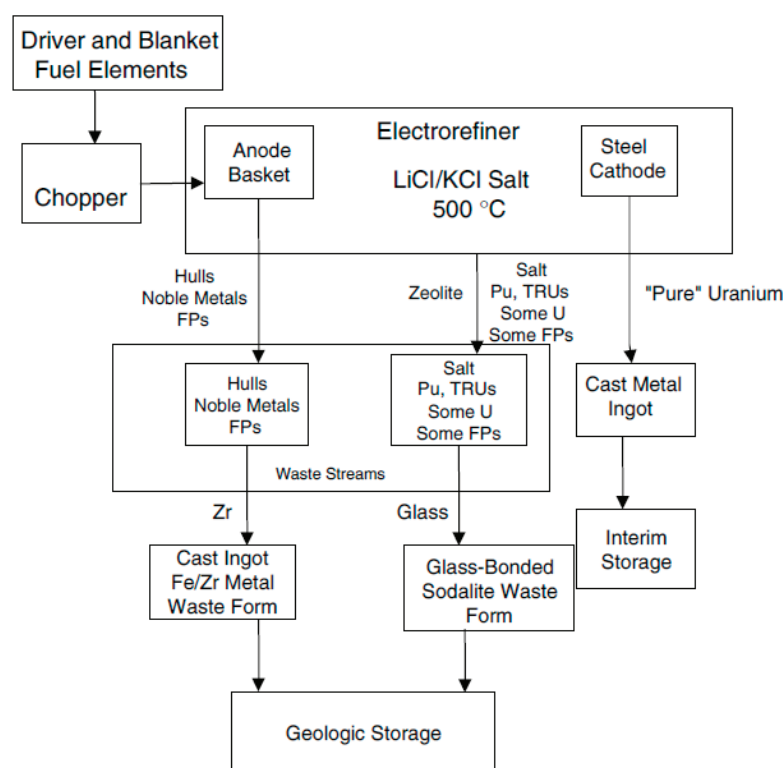 Driver and Blanket
Fuel Elements
Chopper
Electrorefiner
Anode
Basket
LiCl/KCl Salt
500 °C
Steel
Cathode
Hulls
Noble Metals
FPs
Zeolite
Salt
Pu, TRUs
Some U
Some FPs
"Pure" Uranium
Hulls
Noble Metals
FPs
Salt
Pu, TRUs
Some U
Some FPs
Cast Metal
Ingot
Waste Streams
Zr
Glass
Interim
Storage
Cast Ingot
Fe/Zr Metal
Waste Form
Glass-Bonded
Sodalite Waste
Form
Geologic Storage